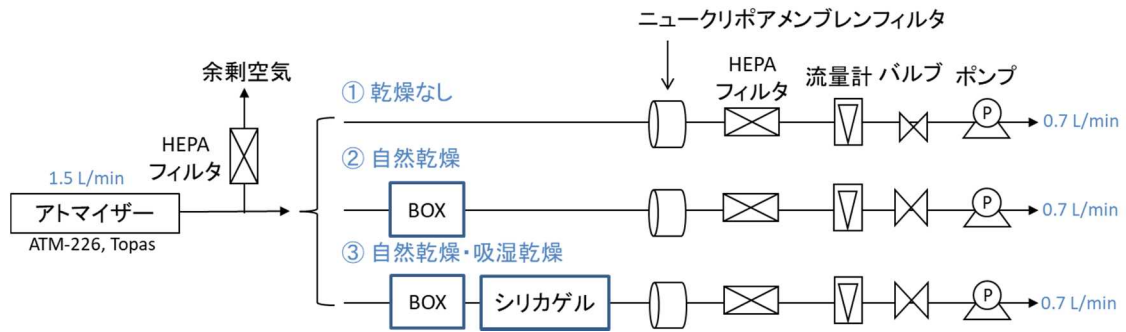 ニュークリポアメンブレンフィルタ
余剰空気
① 乾燥なし
HEPA
フィルタ
流量計
バルブ
ポンプ
P
0.7 L/min
HEPA
フィルタ
1.5 L/min
アトマイザー
ATM-226, Topas
② 自然乾燥
BOX
P
0.7 L/min
③ 自然乾燥・吸湿乾燥
BOX
シリカゲル
P
0.7 L/min